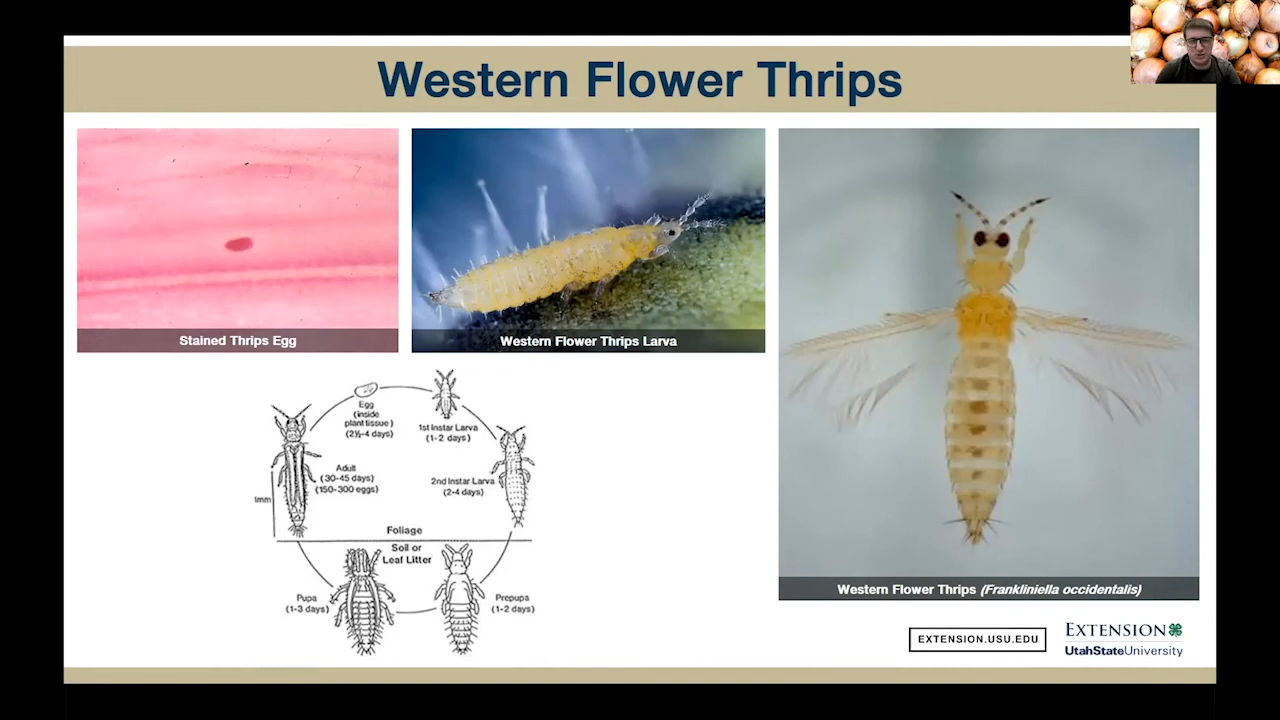 Western Flower Thrips
Stained Thrips Egg
Western Flower Thrips Larva
Egg
(inside
plant tissue)
(2½-4 days)
1st Instar Larva
(1-2 days)
Adult
(30-45 days)
(150-300 eggs)
2nd Instar Larva
(2-4 days)
1mm
Foliage
Soil or
Leaf Litter
Pupa
(1-3 days)
Prepupa
(1-2 days)
Western Flower Thrips (Frankliniella occidentalis)
EXTENSION.USU.EDU
EXTENSION
UtahStateUniversity